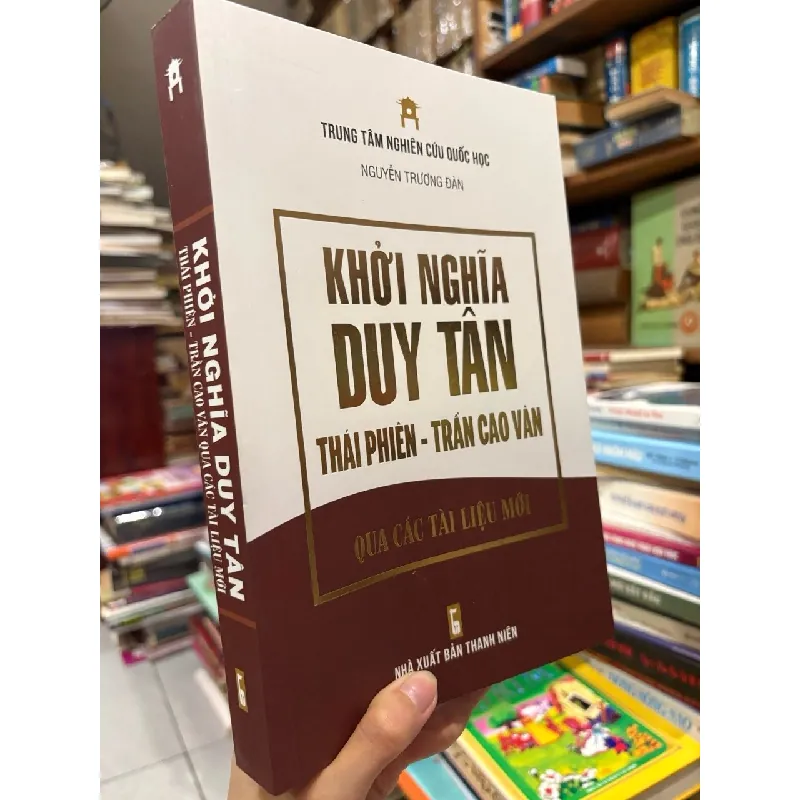 TRUNG TÂM NGHIÊN CỨU QUỐC HỌC
NGUYỄN TRƯƠNG ĐÀN
KHỞI NGHĨA
DUY TÂN
THÁI PHIÊN - TRẦN CAO VÂN
QUA CÁC TÀI LIỆU MỚI
NHÀ XUẤT BẢN THANH NIÊN
KHỞI NGHĨA DUY TÂN
THÁI PHIÊN - TRẦN CAO VÂN QUA CÁC TÀI LIỆU MỚI